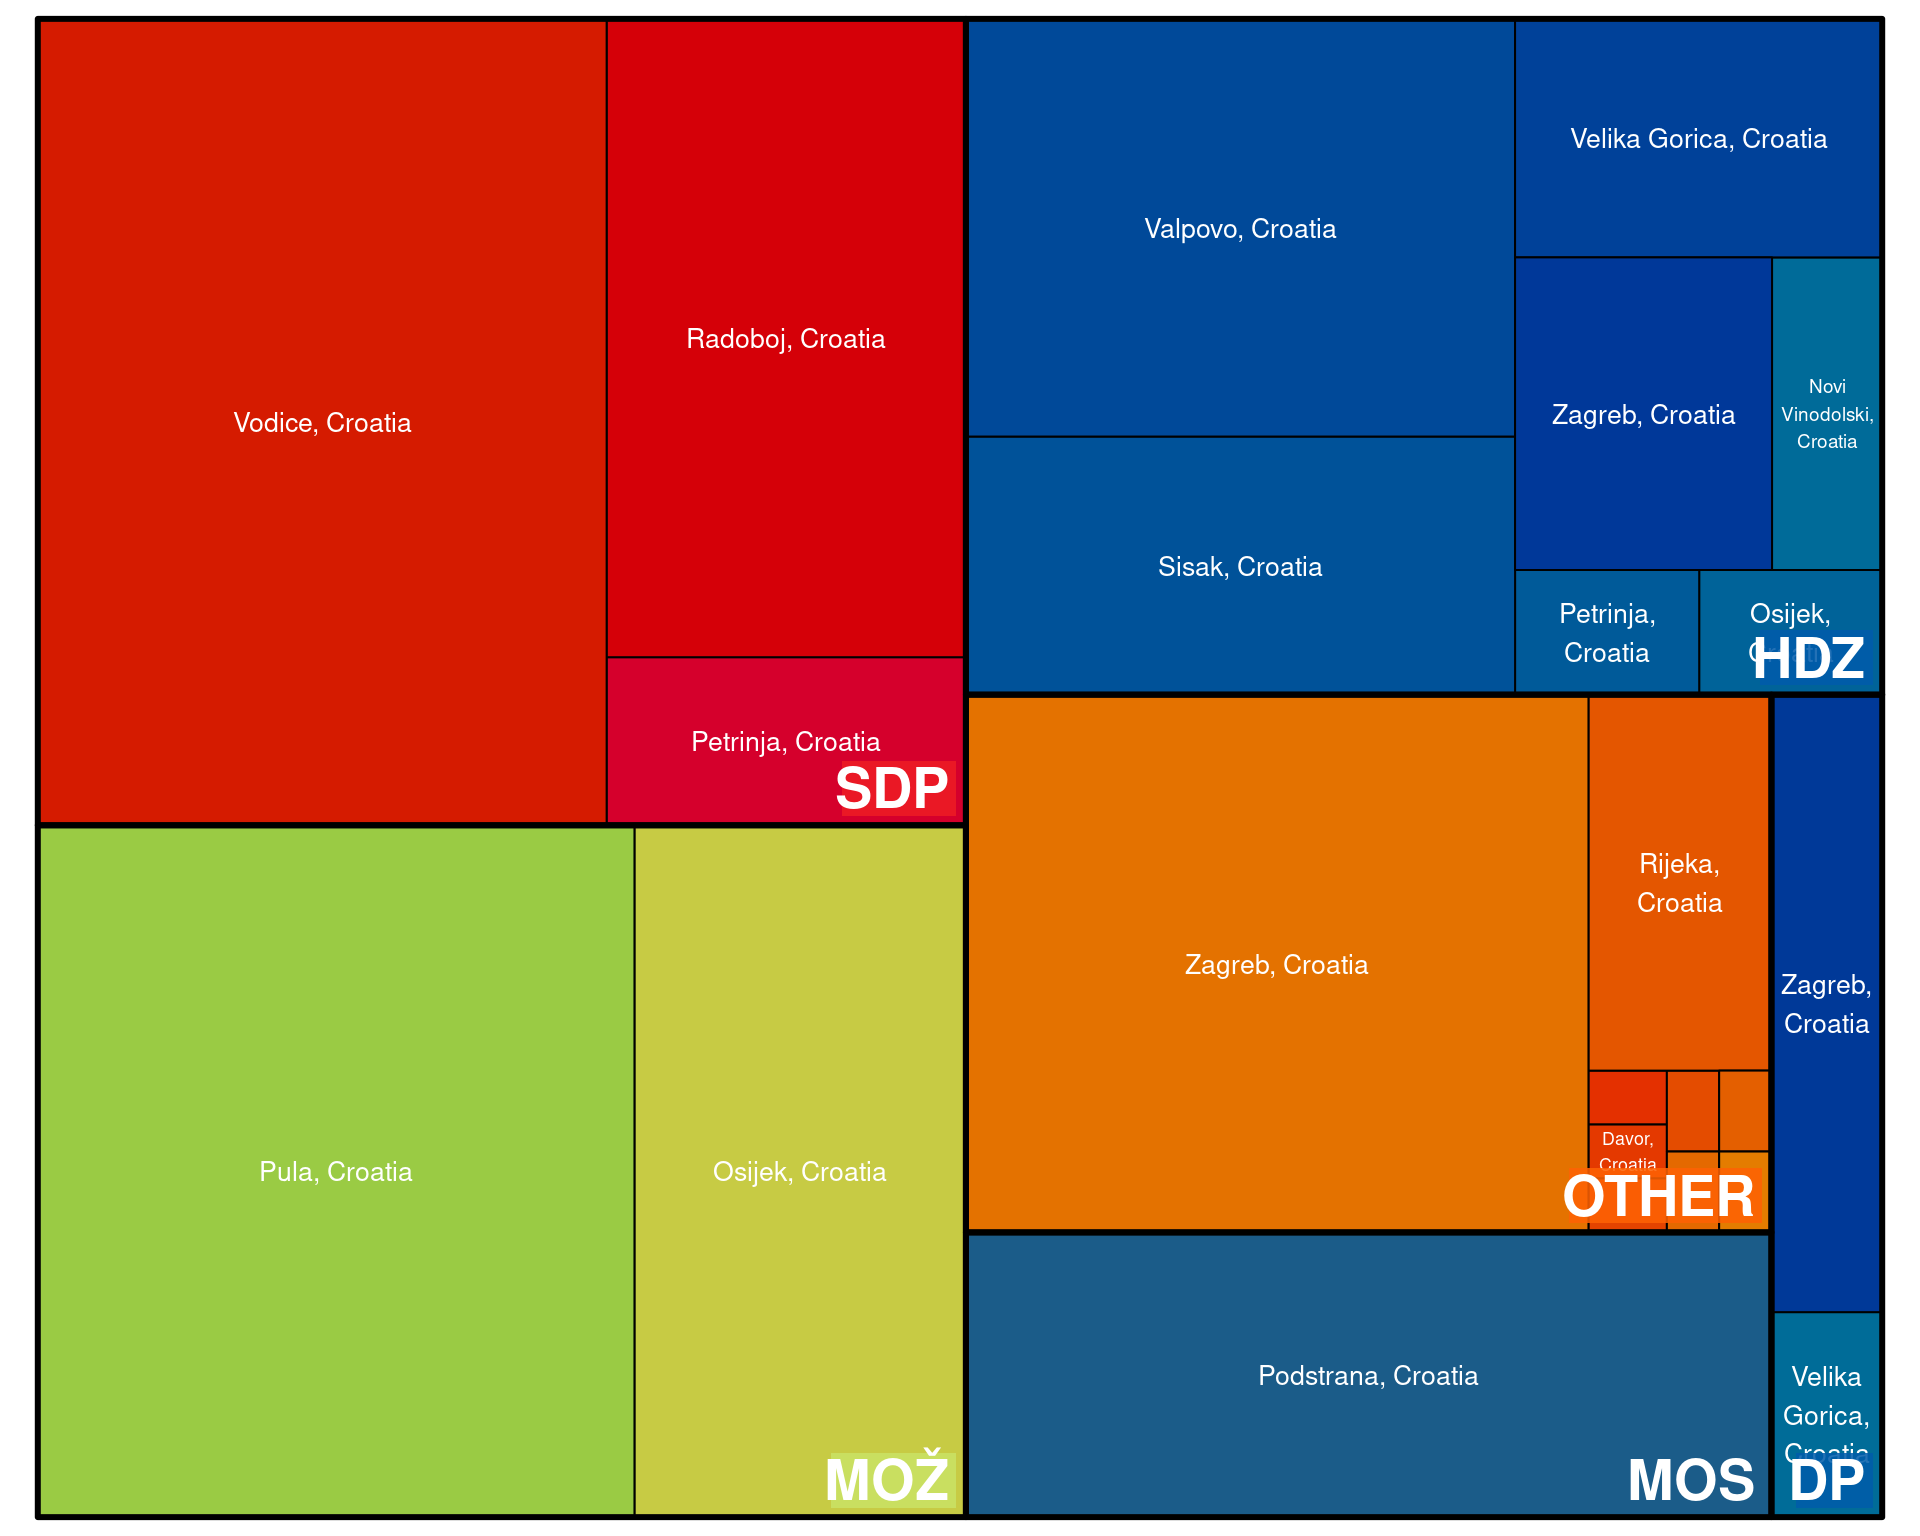 Vodice, Croatia
Radoboj, Croatia
Petrinja, Croatia
SDP
Valpovo, Croatia
Velika Gorica, Croatia
Zagreb, Croatia
Novi
Vinodolski,
Croatia
Sisak, Croatia
Petrinja,
Croatia
Osijek,
Croatia
HDZ
Pula, Croatia
Osijek, Croatia
MOŽ
Zagreb, Croatia
Rijeka,
Croatia
Davor,
Croatia
OTHER
Podstrana, Croatia
MOS
Zagreb,
Croatia
Velika
Gorica,
Croatia
DP